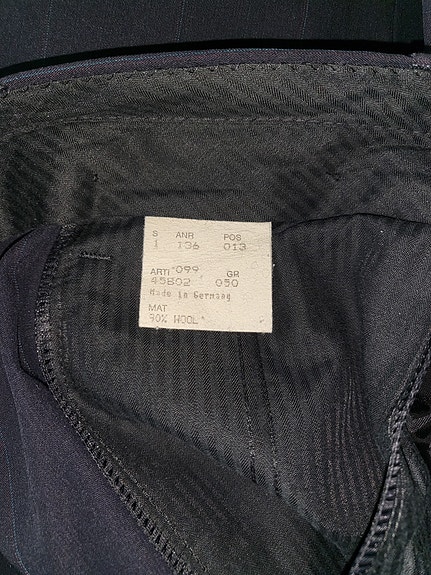 S ANR POS
1 136 013
ARTI 099 GR
45802 050
Made in Germany
MAT
90% WOOL